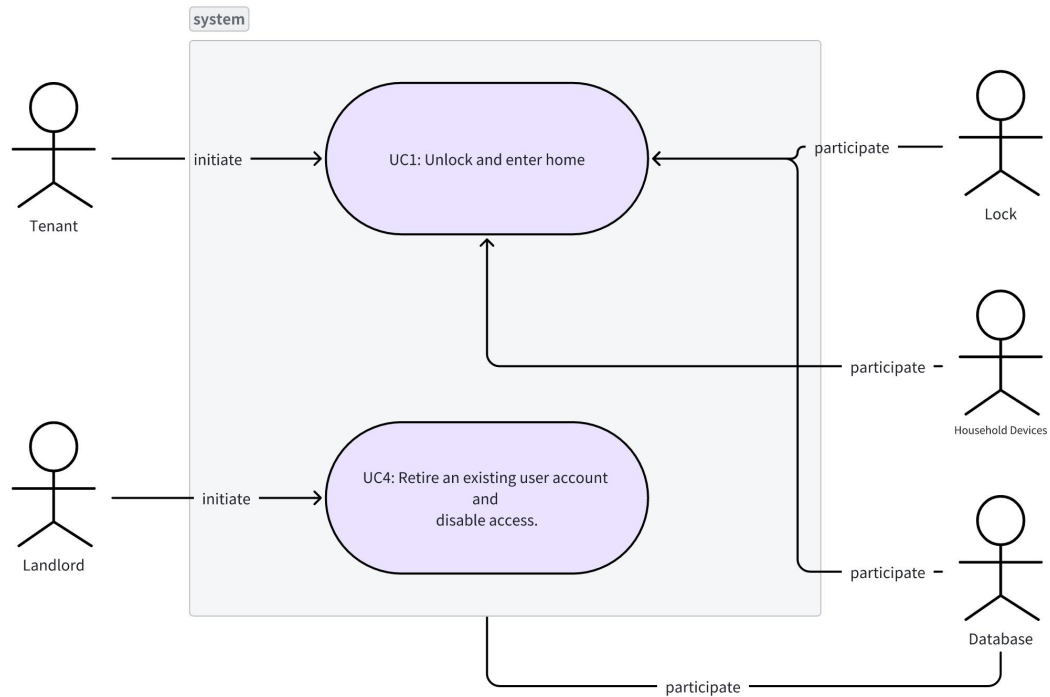 system
Tenant
initiate
UC1: Unlock and enter home
participate
Lock
participate
Household Devices
Landlord
initiate
UC4: Retire an existing user account
and
disable access.
participate
Database
participate